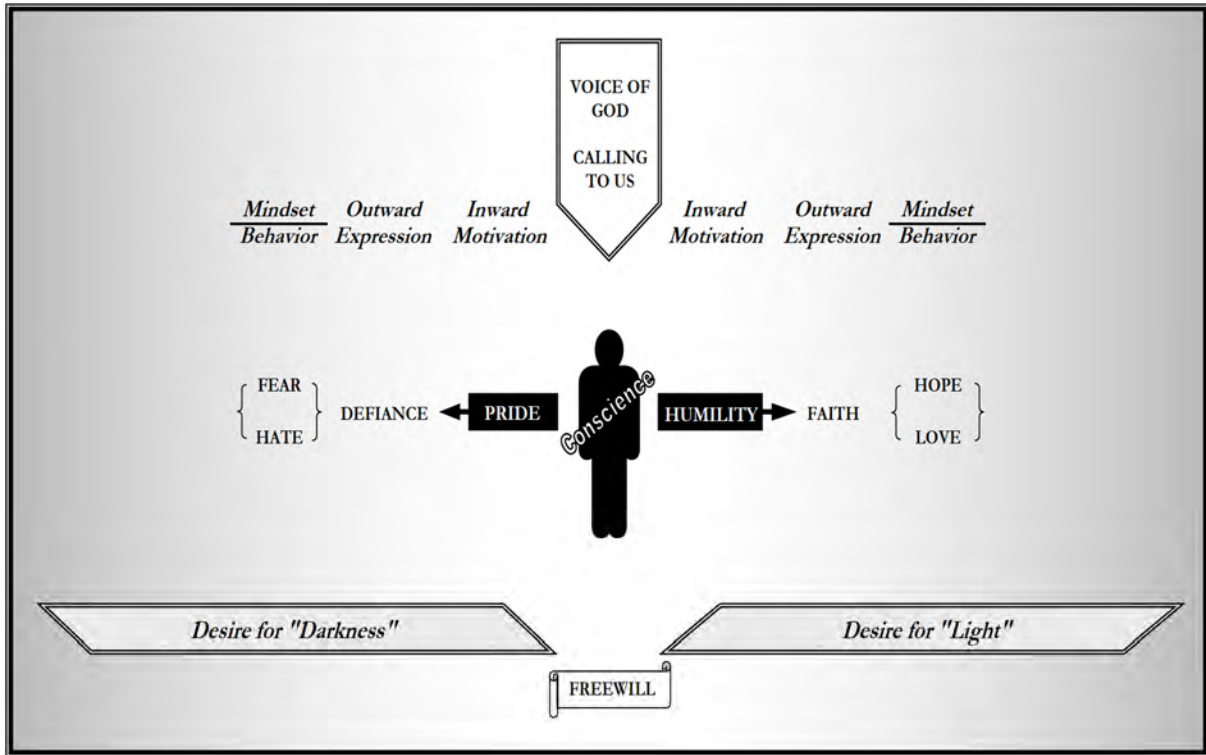 VOICE OF
GOD
CALLING
TO US
Mindset Outward Inward Inward Outward Mindset
Behavior Expression Motivation Motivation Expression Behavior
FEAR HOPE
DEFIANCE PRIDE Conscience HUMILITY FAITH
HATE LOVE
Desire for "Darkness" Desire for "Light"
FREEWILL